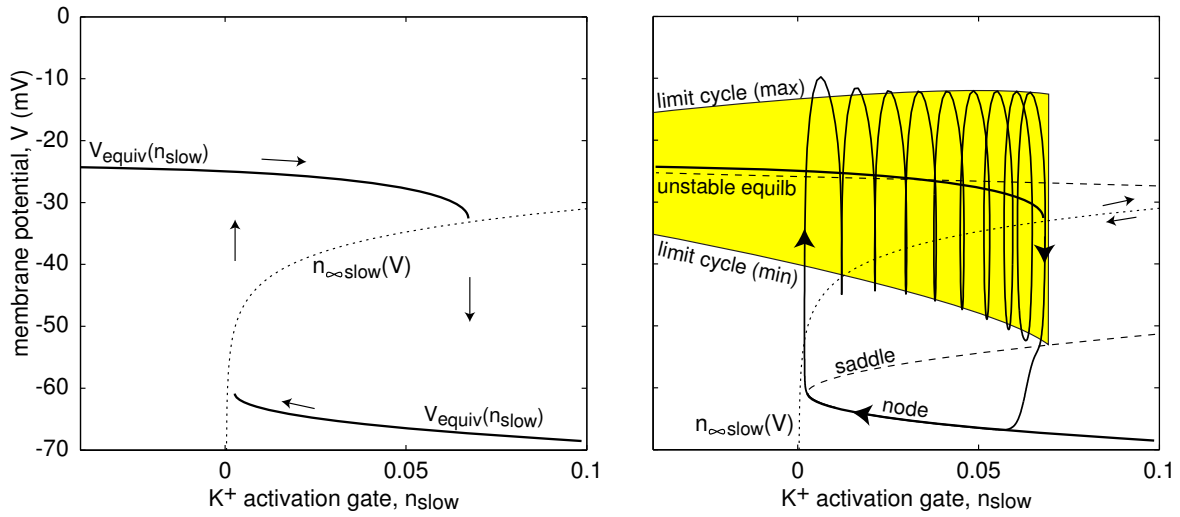 0
-10
-20
-30
-40
-50
-60
-70
membrane potential, V (mV)
V_equiv(n_slow)
n_∞slow(V)
V_equiv(n_slow)
0
0.05
0.1
K⁺ activation gate, n_slow
limit cycle (max)
unstable equilb
limit cycle (min)
saddle
node
n_∞slow(V)
0
0.05
0.1
K⁺ activation gate, n_slow